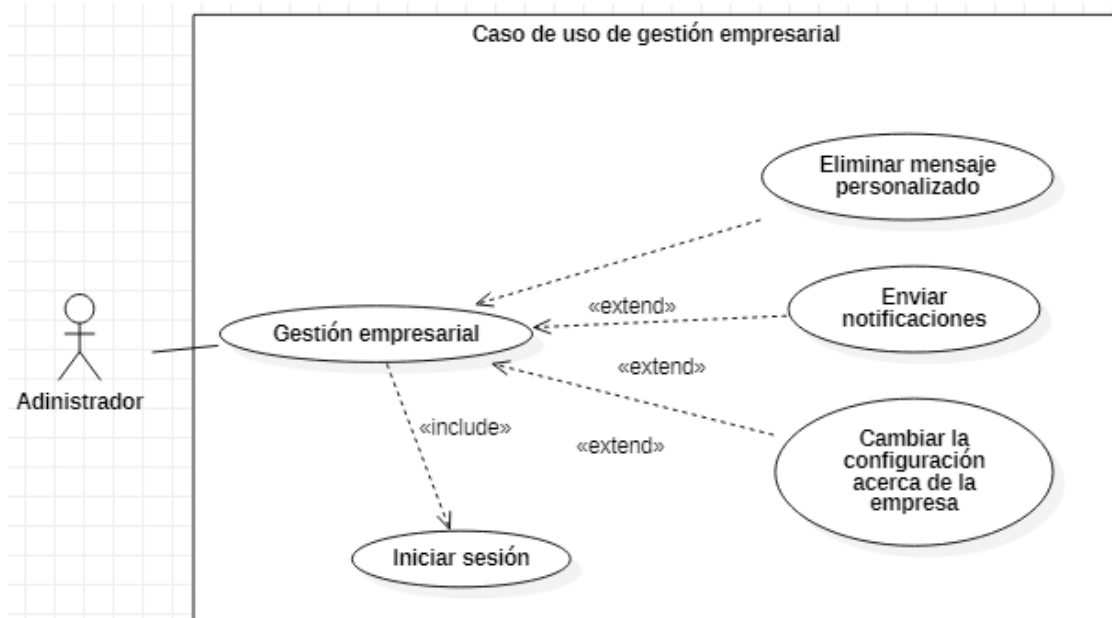 Caso de uso de gestión empresarial
Eliminar mensaje
personalizado
«extend»
Enviar
notificaciones
Gestión empresarial
«extend»
Adinistrador
«include»
«extend»
Cambiar la
configuración
acerca de la
empresa
Iniciar sesión